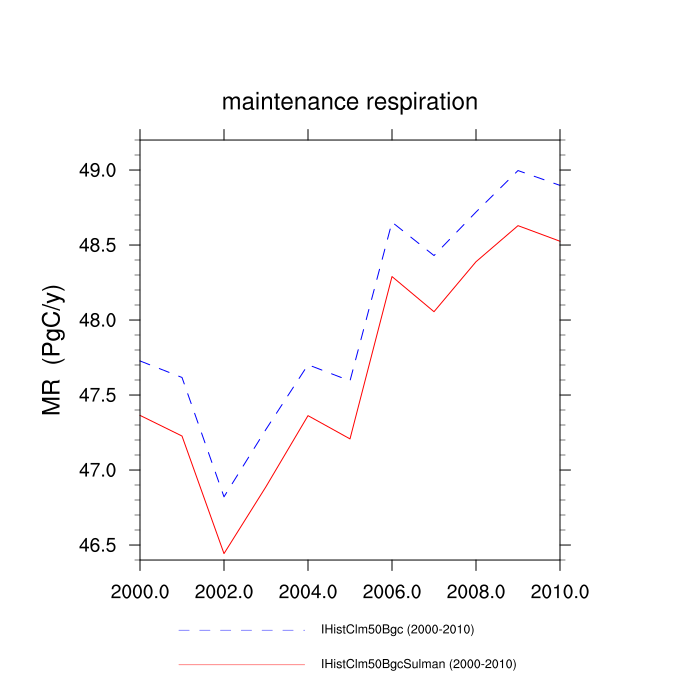 maintenance respiration
MR (PgC/y)
49.0
48.5
48.0
47.5
47.0
46.5
2000.0 2002.0 2004.0 2006.0 2008.0 2010.0
IHistClm50Bgc (2000-2010)
IHistClm50BgcSulman (2000-2010)